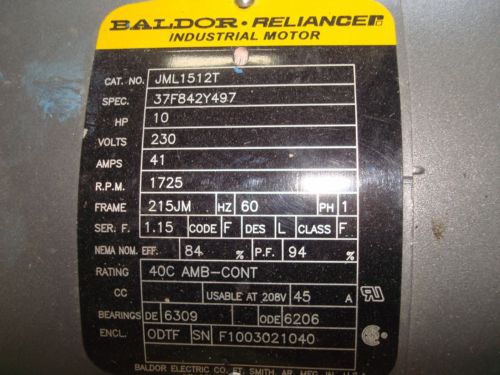 BALDOR • RELIANCER
INDUSTRIAL MOTOR
CAT. NO. JML1512T
SPEC. 37F842Y497
HP 10
VOLTS 230
AMPS 41
R.P.M. 1725
FRAME 215JM HZ 60 PH 1
SER. F. 1.15 CODE F DES L CLASS F
NEMA NOM. EFF. 84 % P.F. 94 %
RATING 40C AMB-CONT
CC USABLE AT 208V 45 A
BEARINGS DE 6309 ODE 6206
ENCL. ODTF SN F1003021040
BALDOR ELECTRIC CO. FT. SMITH, AR. MFG. IN U.S.A.